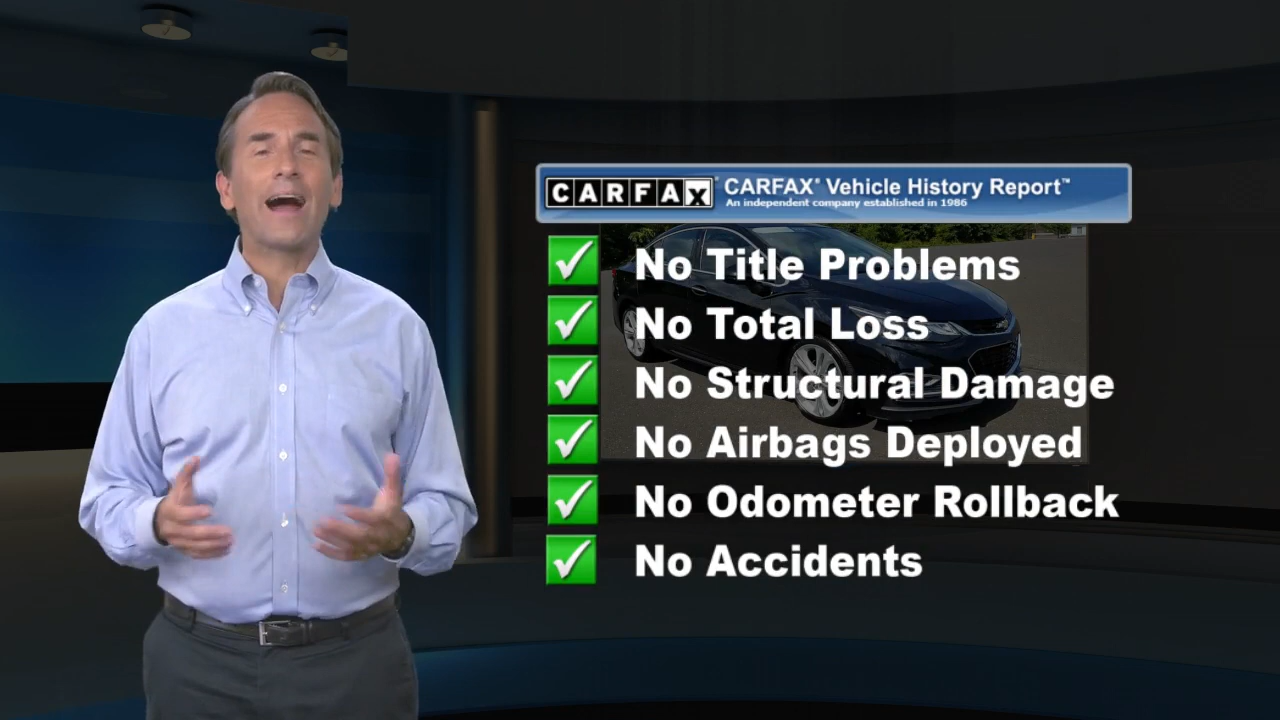 CARFAX
CARFAX® Vehicle History Report™
An independent company established in 1986
No Title Problems
No Total Loss
No Structural Damage
No Airbags Deployed
No Odometer Rollback
No Accidents